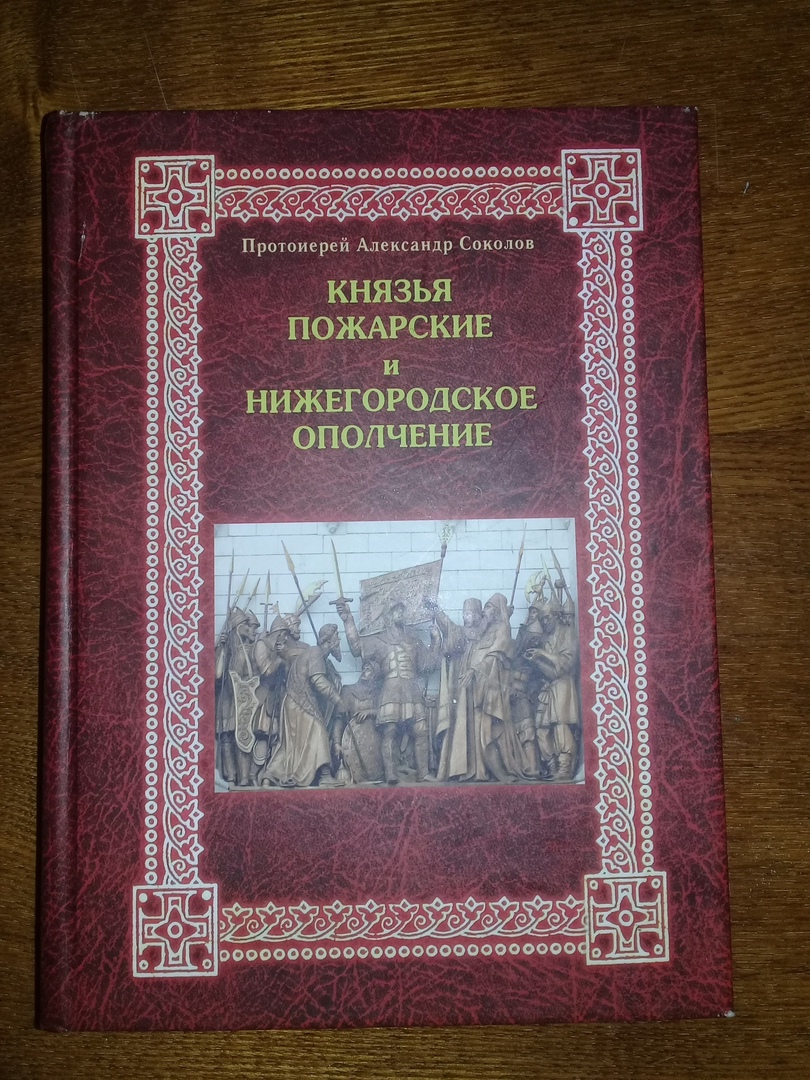 Протоиерей Александр Соколов
КНЯЗЬЯ
ПОЖАРСКИЕ
и
НИЖЕГОРОДСКОЕ
ОПОЛЧЕНИЕ